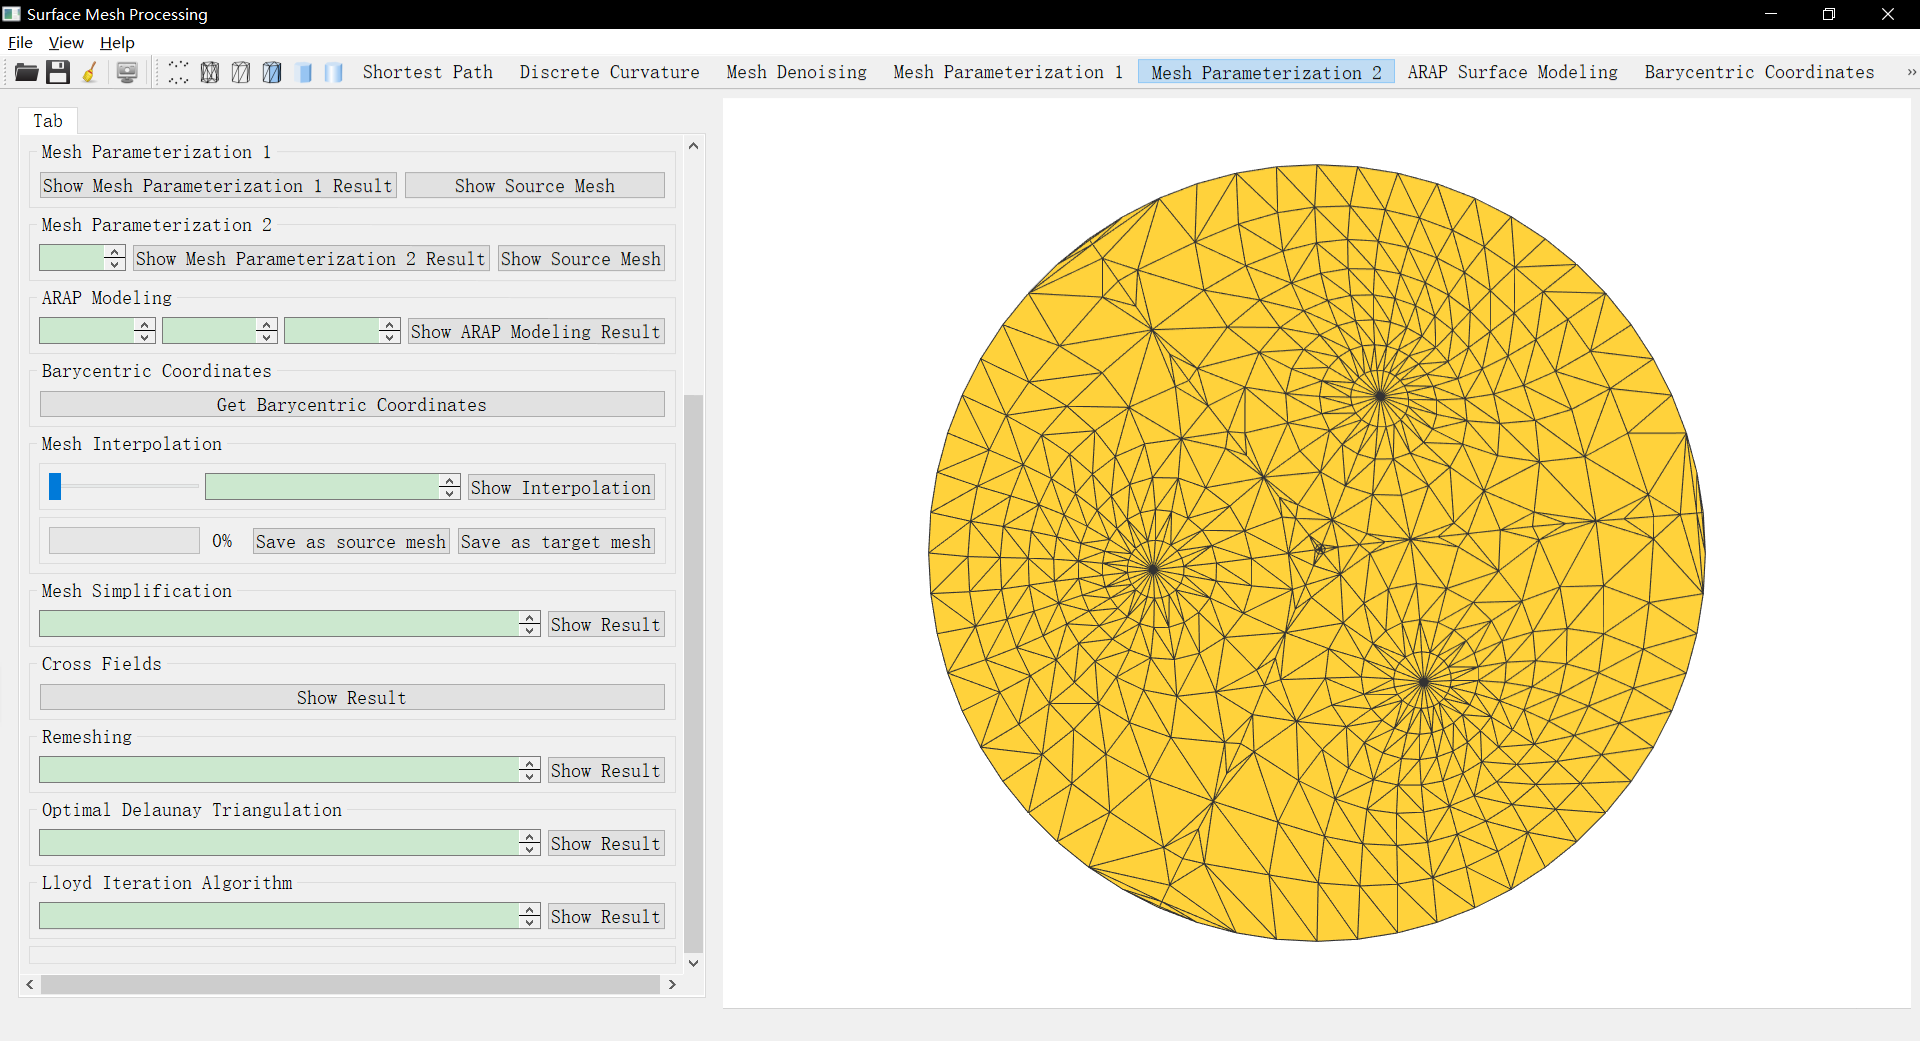 Surface Mesh Processing
File View Help
Shortest Path Discrete Curvature Mesh Denoising Mesh Parameterization 1 Mesh Parameterization 2 ARAP Surface Modeling Barycentric Coordinates »
Tab
Mesh Parameterization 1
Show Mesh Parameterization 1 Result Show Source Mesh
Mesh Parameterization 2
Show Mesh Parameterization 2 Result Show Source Mesh
ARAP Modeling
Show ARAP Modeling Result
Barycentric Coordinates
Get Barycentric Coordinates
Mesh Interpolation
Show Interpolation
0% Save as source mesh Save as target mesh
Mesh Simplification
Show Result
Cross Fields
Show Result
Remeshing
Show Result
Optimal Delaunay Triangulation
Show Result
Lloyd Iteration Algorithm
Show Result